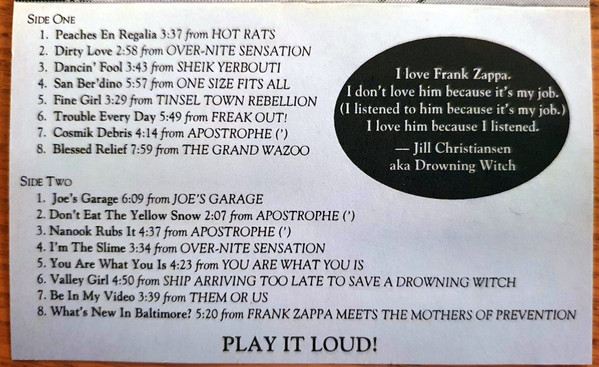 SIDE ONE
1. Peaches En Regalia 3:37 from HOT RATS
2. Dirty Love 2:58 from OVER-NITE SENSATION
3. Dancin' Fool 3:43 from SHEIK YERBOUTI
4. San Ber'dino 5:57 from ONE SIZE FITS ALL
5. Fine Girl 3:29 from TINSEL TOWN REBELLION
6. Trouble Every Day 5:49 from FREAK OUT!
7. Cosmik Debris 4:14 from APOSTROPHE (')
8. Blessed Relief 7:59 from THE GRAND WAZOO
I love Frank Zappa.
I don't love him because it's my job.
(I listened to him because it's my job.)
I love him because I listened.
— Jill Christiansen
aka Drowning Witch
SIDE TWO
1. Joe's Garage 6:09 from JOE'S GARAGE
2. Don't Eat The Yellow Snow 2:07 from APOSTROPHE (')
3. Nanook Rubs It 4:37 from APOSTROPHE (')
4. I'm The Slime 3:34 from OVER-NITE SENSATION
5. You Are What You Is 4:23 from YOU ARE WHAT YOU IS
6. Valley Girl 4:50 from SHIP ARRIVING TOO LATE TO SAVE A DROWNING WITCH
7. Be In My Video 3:39 from THEM OR US
8. What's New In Baltimore? 5:20 from FRANK ZAPPA MEETS THE MOTHERS OF PREVENTION
PLAY IT LOUD!